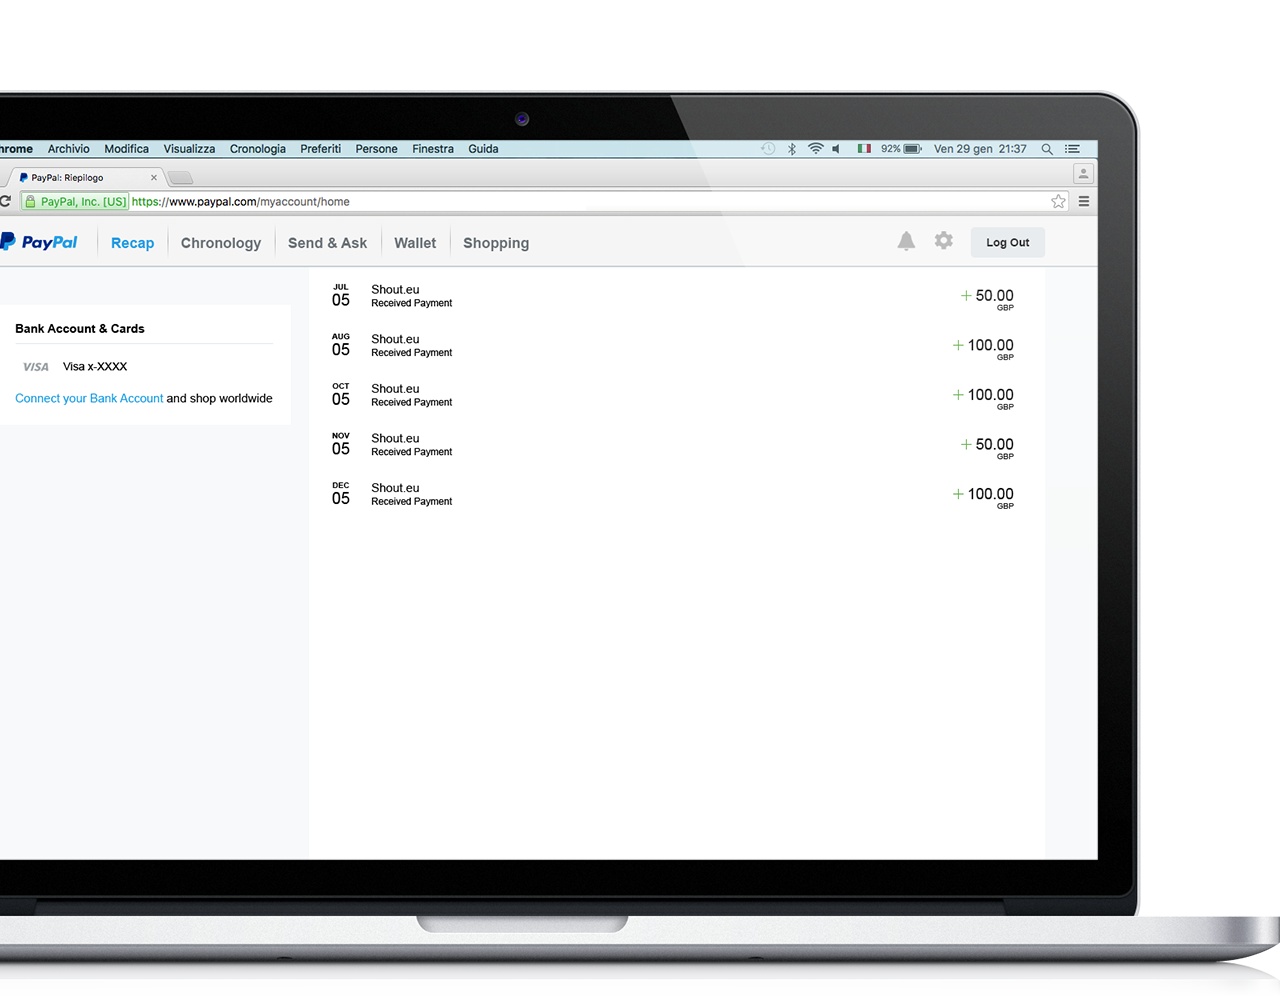 hrome Archivio Modifica Visualizza Cronologia Preferiti Persone Finestra Guida 92% Ven 29 gen 21:37
PayPal: Riepilogo
PayPal, Inc. [US] https://www.paypal.com/myaccount/home
PayPal Recap Chronology Send & Ask Wallet Shopping Log Out
Bank Account & Cards
VISA Visa x-XXXX
Connect your Bank Account and shop worldwide
JUL
05
Shout.eu
Received Payment
+ 50.00
GBP
AUG
05
Shout.eu
Received Payment
+ 100.00
GBP
OCT
05
Shout.eu
Received Payment
+ 100.00
GBP
NOV
05
Shout.eu
Received Payment
+ 50.00
GBP
DEC
05
Shout.eu
Received Payment
+ 100.00
GBP